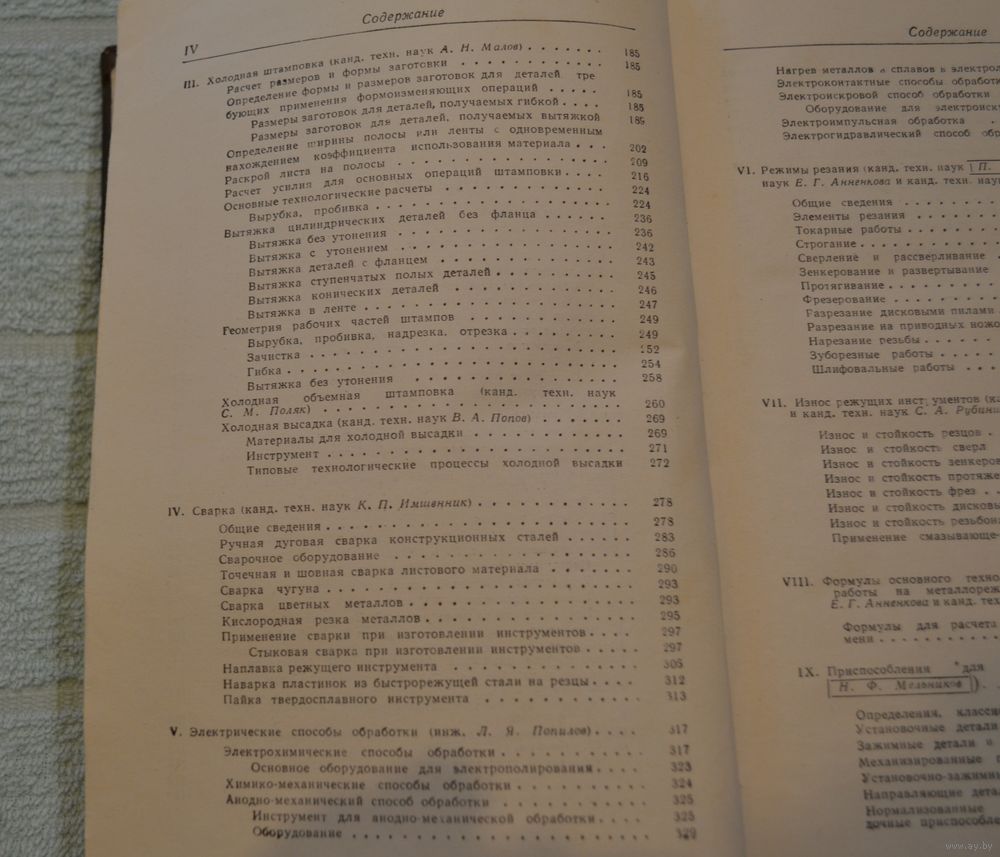 Содержание
IV
III. Холодная штамповка (канд. техн. наук А. Н. Малов) 185
Расчет размеров и формы заготовки 185
Определение формы и размеров заготовок для деталей тре
бующих применения формоизменяющих операций 185
Размеры заготовок для деталей, получаемых гибкой 185
Размеры заготовок для деталей, получаемых вытяжкой 189
Определение ширины полосы или ленты с одновременным
нахождением коэффициента использования материала 202
Раскрой листа на полосы 209
Расчет усилия для основных операций штамповки 216
Основные технологические расчеты 224
Вырубка, пробивка 224
Вытяжка цилиндрических деталей без фланца 236
Вытяжка без утонения 236
Вытяжка с утонением 242
Вытяжка деталей с фланцем 243
Вытяжка ступенчатых полых деталей 245
Вытяжка конических деталей 246
Вытяжка в ленте 247
Геометрия рабочих частей штампов 249
Вырубка, пробивка, надрезка, отрезка 249
Зачистка 252
Гибка 254
Вытяжка без утонения 258
Холодная объемная штамповка (канд. техн. наук
С. М. Поляк) 260
Холодная высадка (канд. техн. наук В. А. Попов) 269
Материалы для холодной высадки 269
Инструмент 271
Типовые технологические процессы холодной высадки 272
IV. Сварка (канд. техн. наук К. П. Имшенник) 278
Общие сведения 278
Ручная дуговая сварка конструкционных сталей 283
Сварочное оборудование 286
Точечная и шовная сварка листового материала 290
Сварка чугуна 293
Сварка цветных металлов 293
Кислородная резка металлов 295
Применение сварки при изготовлении инструментов 297
Стыковая сварка при изготовлении инструментов 297
Наплавка режущего инструмента 305
Наварка пластинок из быстрорежущей стали на резцы 312
Пайка твердосплавного инструмента 313
V. Электрические способы обработки (инж. Л. Я. Попилов) 317
Электрохимические способы обработки 317
Основное оборудование для электрополирования 323
Химико-механические способы обработки 324
Анодно-механический способ обработки 325
Инструмент для анодно-механической обработки 325
Оборудование 329
Содержание
Нагрев металлов и сплавов в электрол
Электроконтактные способы обработки
Электроискровой способ обработки
Оборудование для электроиск
Электроимпульсная обработка
Электрогидравлический способ обр
VI. Режимы резания (канд. техн. наук П.
наук Е. Г. Анненкова и канд. техн. наук
Общие сведения
Элементы резания
Токарные работы
Строгание
Сверление и рассверливание
Зенкерование и развертывание
Протягивание
Фрезерование
Разрезание дисковыми пилами
Разрезание на приводных ножо
Нарезание резьбы
Зуборезные работы
Шлифовальные работы
VII. Износ режущих инструментов (ка
и канд. техн. наук С. А. Рубин
Износ и стойкость резцов
Износ и стойкость сверл
Износ и стойкость зенкеров
Износ и стойкость протяже
Износ и стойкость фрез
Износ и стойкость дисковы
Износ и стойкость резьбон
Применение смазывающе-
VIII. Формулы основного техно
работы на металлореж
Е. Г. Анненкова и канд. тех
Формулы для расчета
мени
IX. Приспособления для
Н. Ф. Мельников)
Определения, класси
Установочные детали
Зажимные детали и
Механизированные
Установочно-зажимн
Направляющие дета
Нормализованные
дочные приспособле
www.ay.by